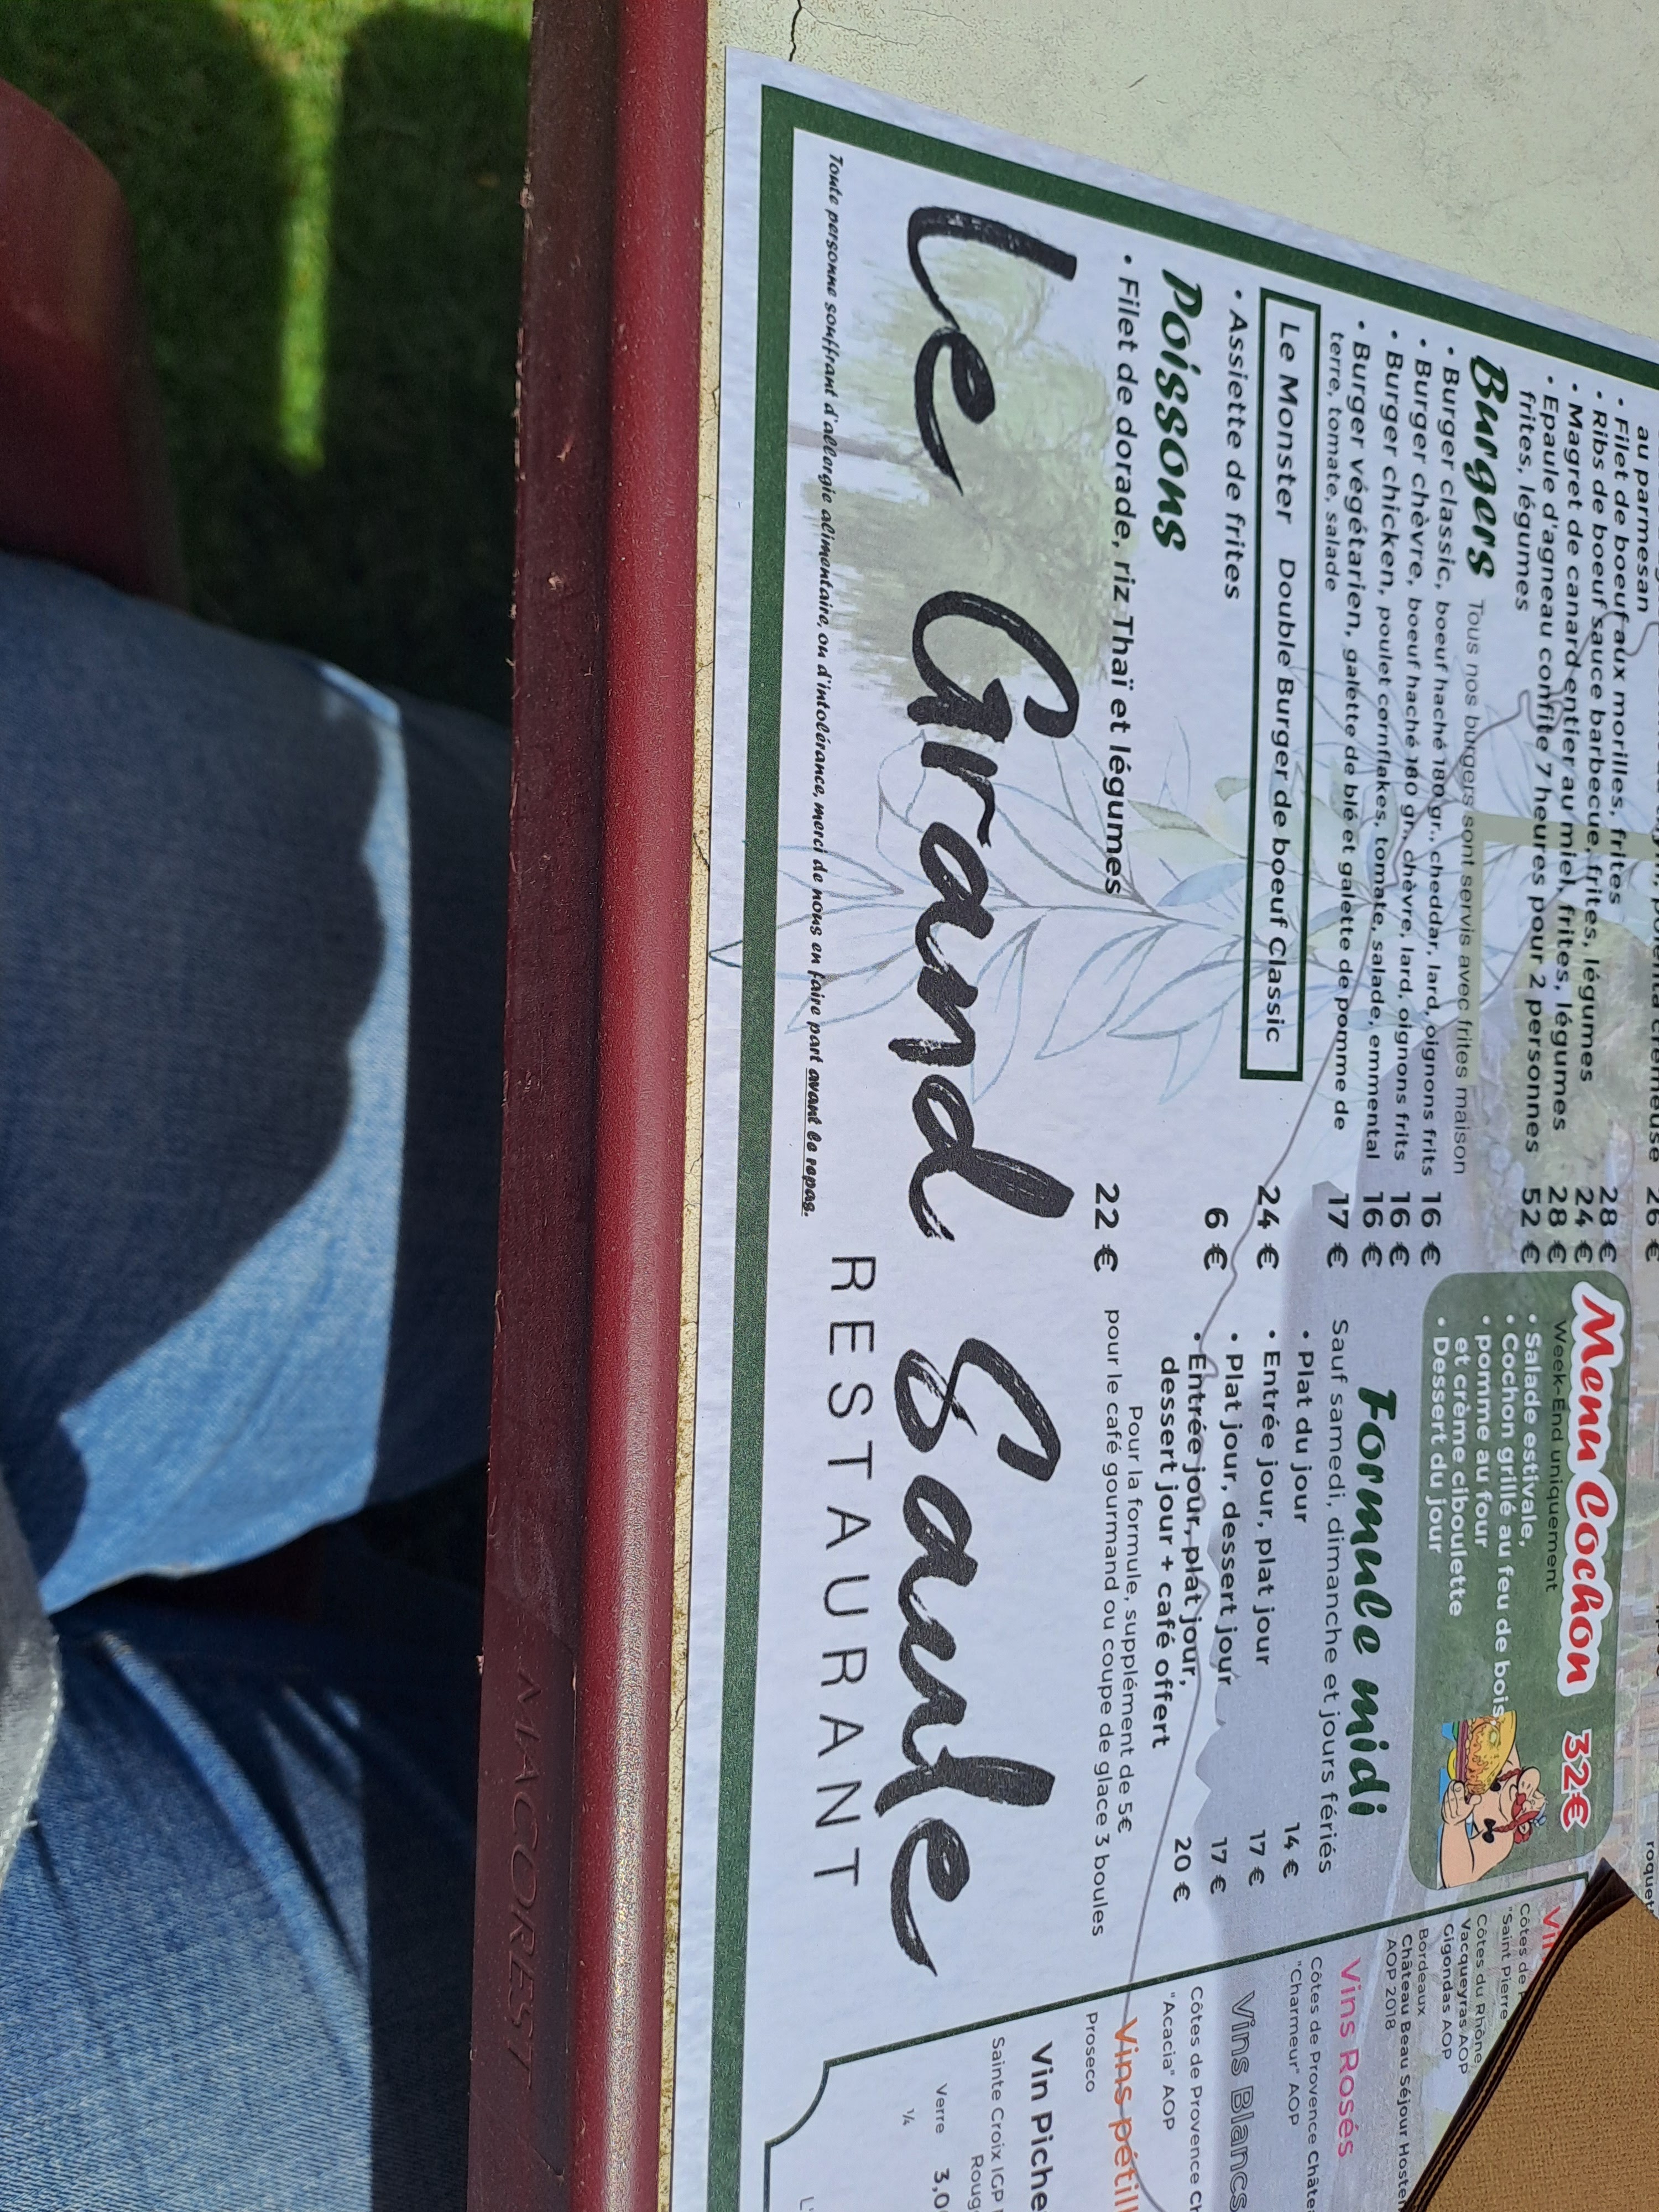 au parmesan
• Filet de boeuf aux morilles, frites 28 €
• Ribs de boeuf sauce barbecue, frites, légumes 24 €
• Magret de canard entier au miel, frites, légumes 28 €
• Epaule d'agneau confite 7 heures pour 2 personnes 52 €
frites, légumes
Burgers Tous nos burgers sont servis avec frites maison
• Burger classic, boeuf haché 180 gr., cheddar, lard, oignons frits 16 €
• Burger chèvre, boeuf haché 180 gr., chèvre, lard, oignons frits 16 €
• Burger chicken, poulet cornflakes, tomate, salade, emmental 16 €
• Burger végétarien, galette de blé et galette de pomme de 17 €
terre, tomate, salade
Le Monster Double Burger de boeuf Classic 24 €
• Assiette de frites 6 €
Poissons
• Filet de dorade, riz Thaï et légumes 22 €
Menu Cochon 32€
Week-End uniquement
• Salade estivale,
• Cochon grillé au feu de bois
• pomme au four
et crème ciboulette
• Dessert du jour
Formule midi
Sauf samedi, dimanche et jours fériés
• Plat du jour 14 €
• Entrée jour, plat jour 17 €
• Plat jour, dessert jour 17 €
• Entrée jour, plat jour, 20 €
dessert jour + café offert
Pour la formule, supplément de 5€
pour le café gourmand ou coupe de glace 3 boules
Côtes de
"Saint Pierre"
Côtes du Rhône
Vacqueyras AOP
Gigondas AOP
Bordeaux
Château Beau Séjour Hosten
AOP 2018
Vins Rosés
Côtes de Provence Châte
"Charmeur" AOP
Vins Blancs
Côtes de Provence Ch
"Acacia" AOP
Vins pétill
Proseco
Vin Piche
Sainte Croix IGP
Roug
Verre 3,0
1/4
Le Grand Saule
RESTAURANT
Toute personne souffrant d'allergie alimentaire, ou d'intolérance, merci de nous en faire part avant le repas.
MACOREST